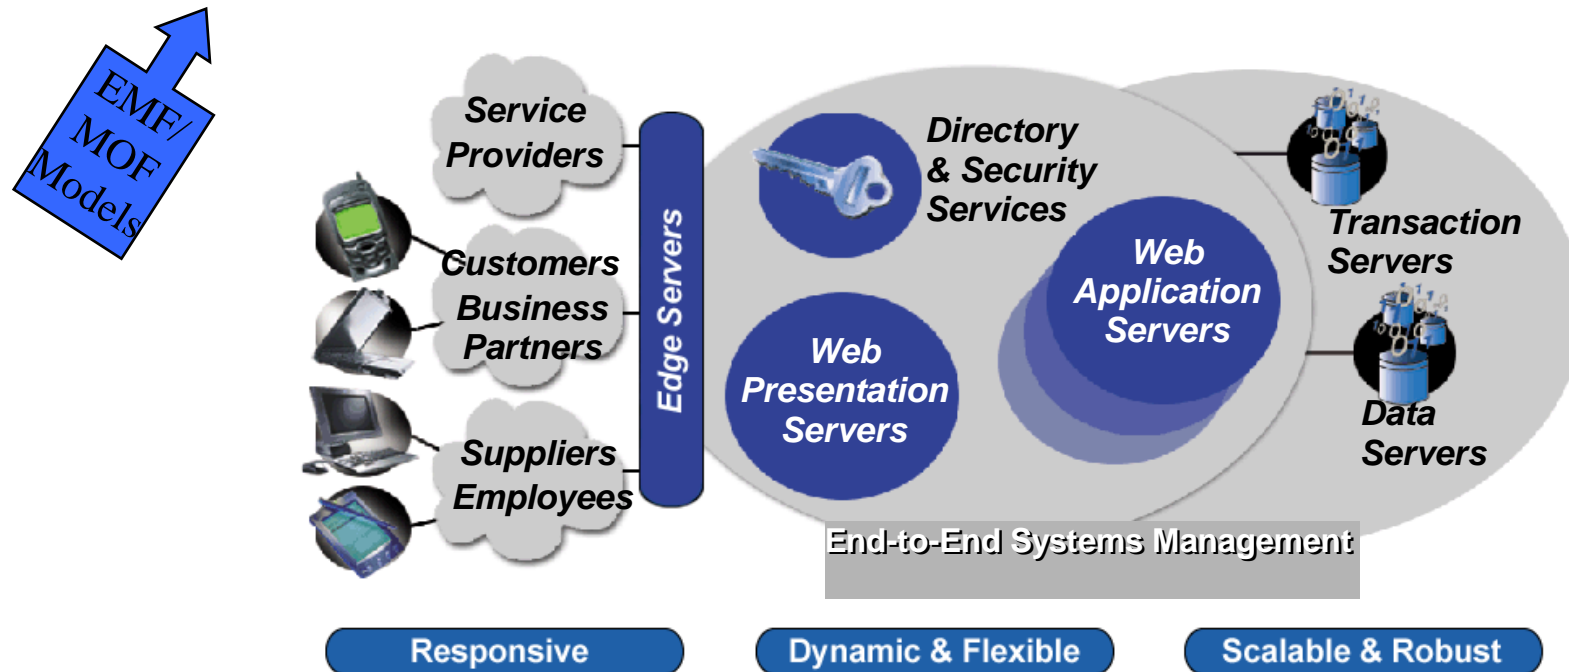 EMF/
MOF
Models
Service
Providers
Customers
Business
Partners
Suppliers
Employees
Edge Servers
Directory
& Security
Services
Web
Presentation
Servers
Web
Application
Servers
Transaction
Servers
Data
Servers
End-to-End Systems Management
Responsive
Dynamic & Flexible
Scalable & Robust